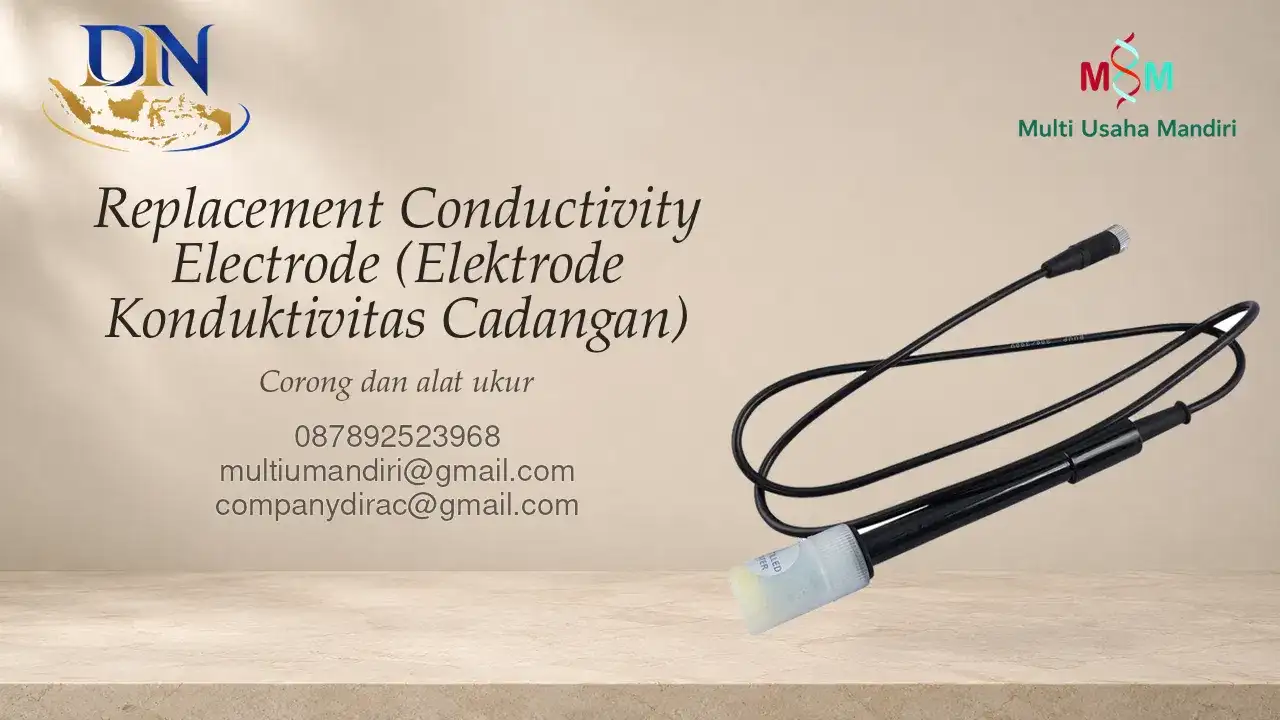 DIN
MSM
Multi Usaha Mandiri
Replacement Conductivity
Electrode (Elektrode
Konduktivitas Cadangan)
Corong dan alat ukur
087892523968
multiumandiri@gmail.com
companydirac@gmail.com